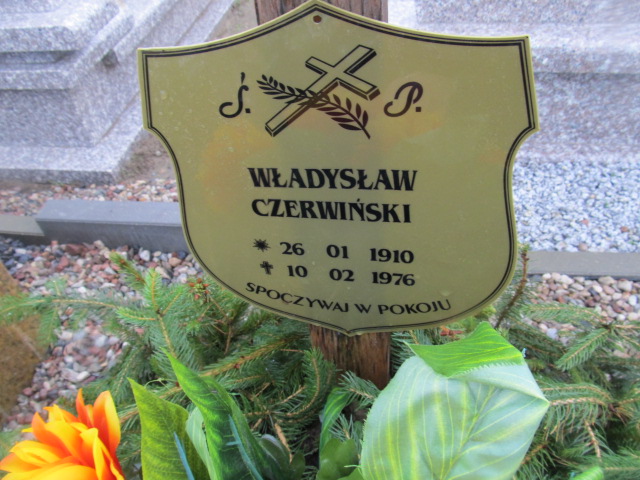 Ś. P.
WŁADYSŁAW
CZERWIŃSKI
* 26 01 1910
✝ 10 02 1976
SPOCZYWAJ W POKOJU